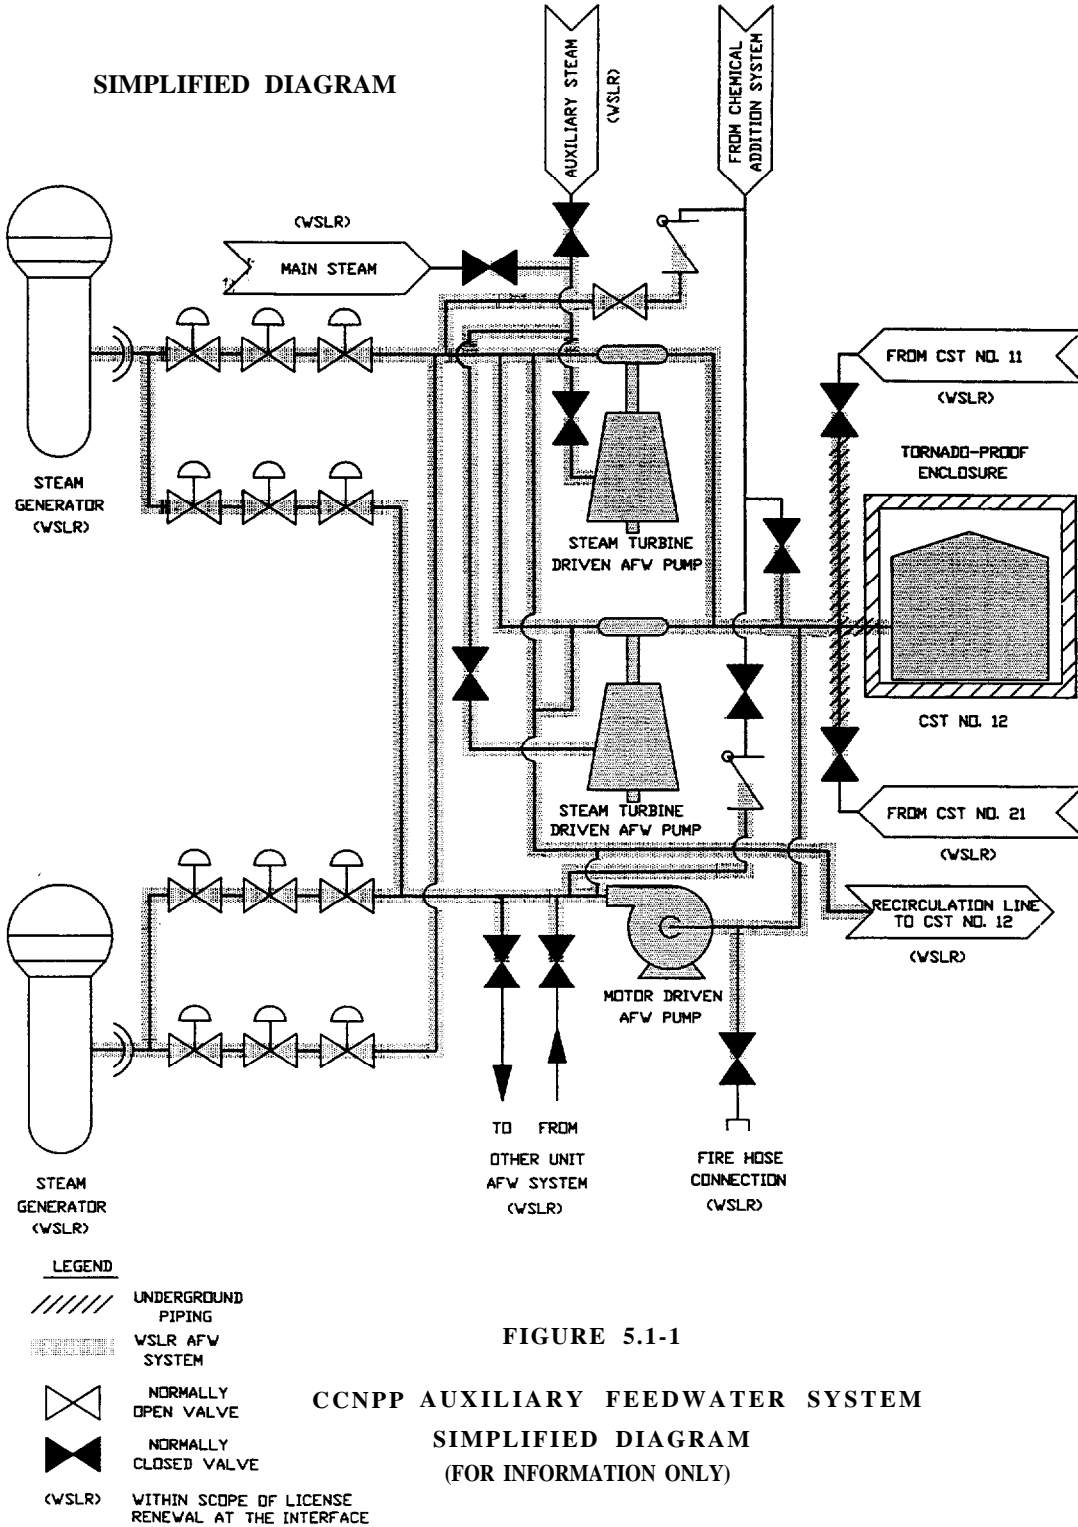 SIMPLIFIED DIAGRAM
AUXILIARY STEAM
(WSLR)
FROM CHEMICAL
ADDITION SYSTEM
(WSLR)
MAIN STEAM
FROM CST NO. 11
(WSLR)
TORNADO-PROOF
ENCLOSURE
STEAM
GENERATOR
(WSLR)
STEAM TURBINE
DRIVEN AFW PUMP
CST NO. 12
STEAM TURBINE
DRIVEN AFW PUMP
FROM CST NO. 21
(WSLR)
RECIRCULATION LINE
TO CST NO. 12
(WSLR)
MOTOR DRIVEN
AFW PUMP
TO FROM
OTHER UNIT
AFW SYSTEM
(WSLR)
FIRE HOSE
CONNECTION
(WSLR)
STEAM
GENERATOR
(WSLR)
LEGEND
UNDERGROUND
PIPING
WSLR AFW
SYSTEM
NORMALLY
OPEN VALVE
NORMALLY
CLOSED VALVE
(WSLR) WITHIN SCOPE OF LICENSE
RENEWAL AT THE INTERFACE
FIGURE 5.1-1
CCNPP AUXILIARY FEEDWATER SYSTEM
SIMPLIFIED DIAGRAM
(FOR INFORMATION ONLY)